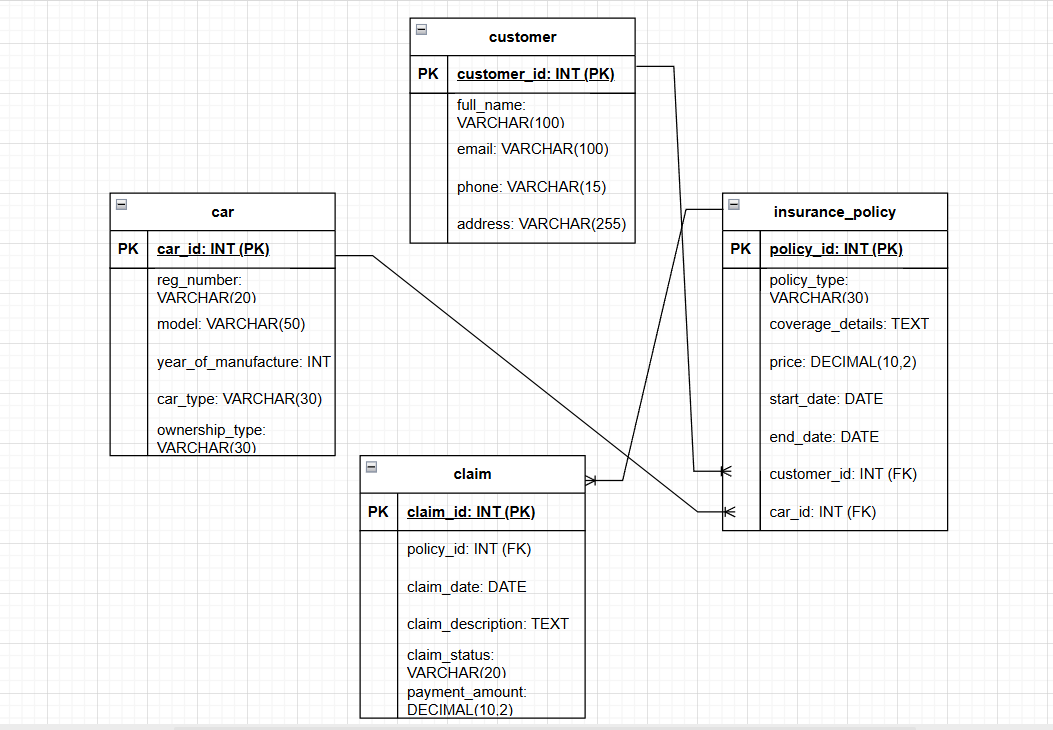 customer
PK customer_id: INT (PK)
full_name:
VARCHAR(100)
email: VARCHAR(100)
phone: VARCHAR(15)
address: VARCHAR(255)
car
PK car_id: INT (PK)
reg_number:
VARCHAR(20)
model: VARCHAR(50)
year_of_manufacture: INT
car_type: VARCHAR(30)
ownership_type:
VARCHAR(30)
insurance_policy
PK policy_id: INT (PK)
policy_type:
VARCHAR(30)
coverage_details: TEXT
price: DECIMAL(10,2)
start_date: DATE
end_date: DATE
customer_id: INT (FK)
car_id: INT (FK)
claim
PK claim_id: INT (PK)
policy_id: INT (FK)
claim_date: DATE
claim_description: TEXT
claim_status:
VARCHAR(20)
payment_amount:
DECIMAL(10,2)